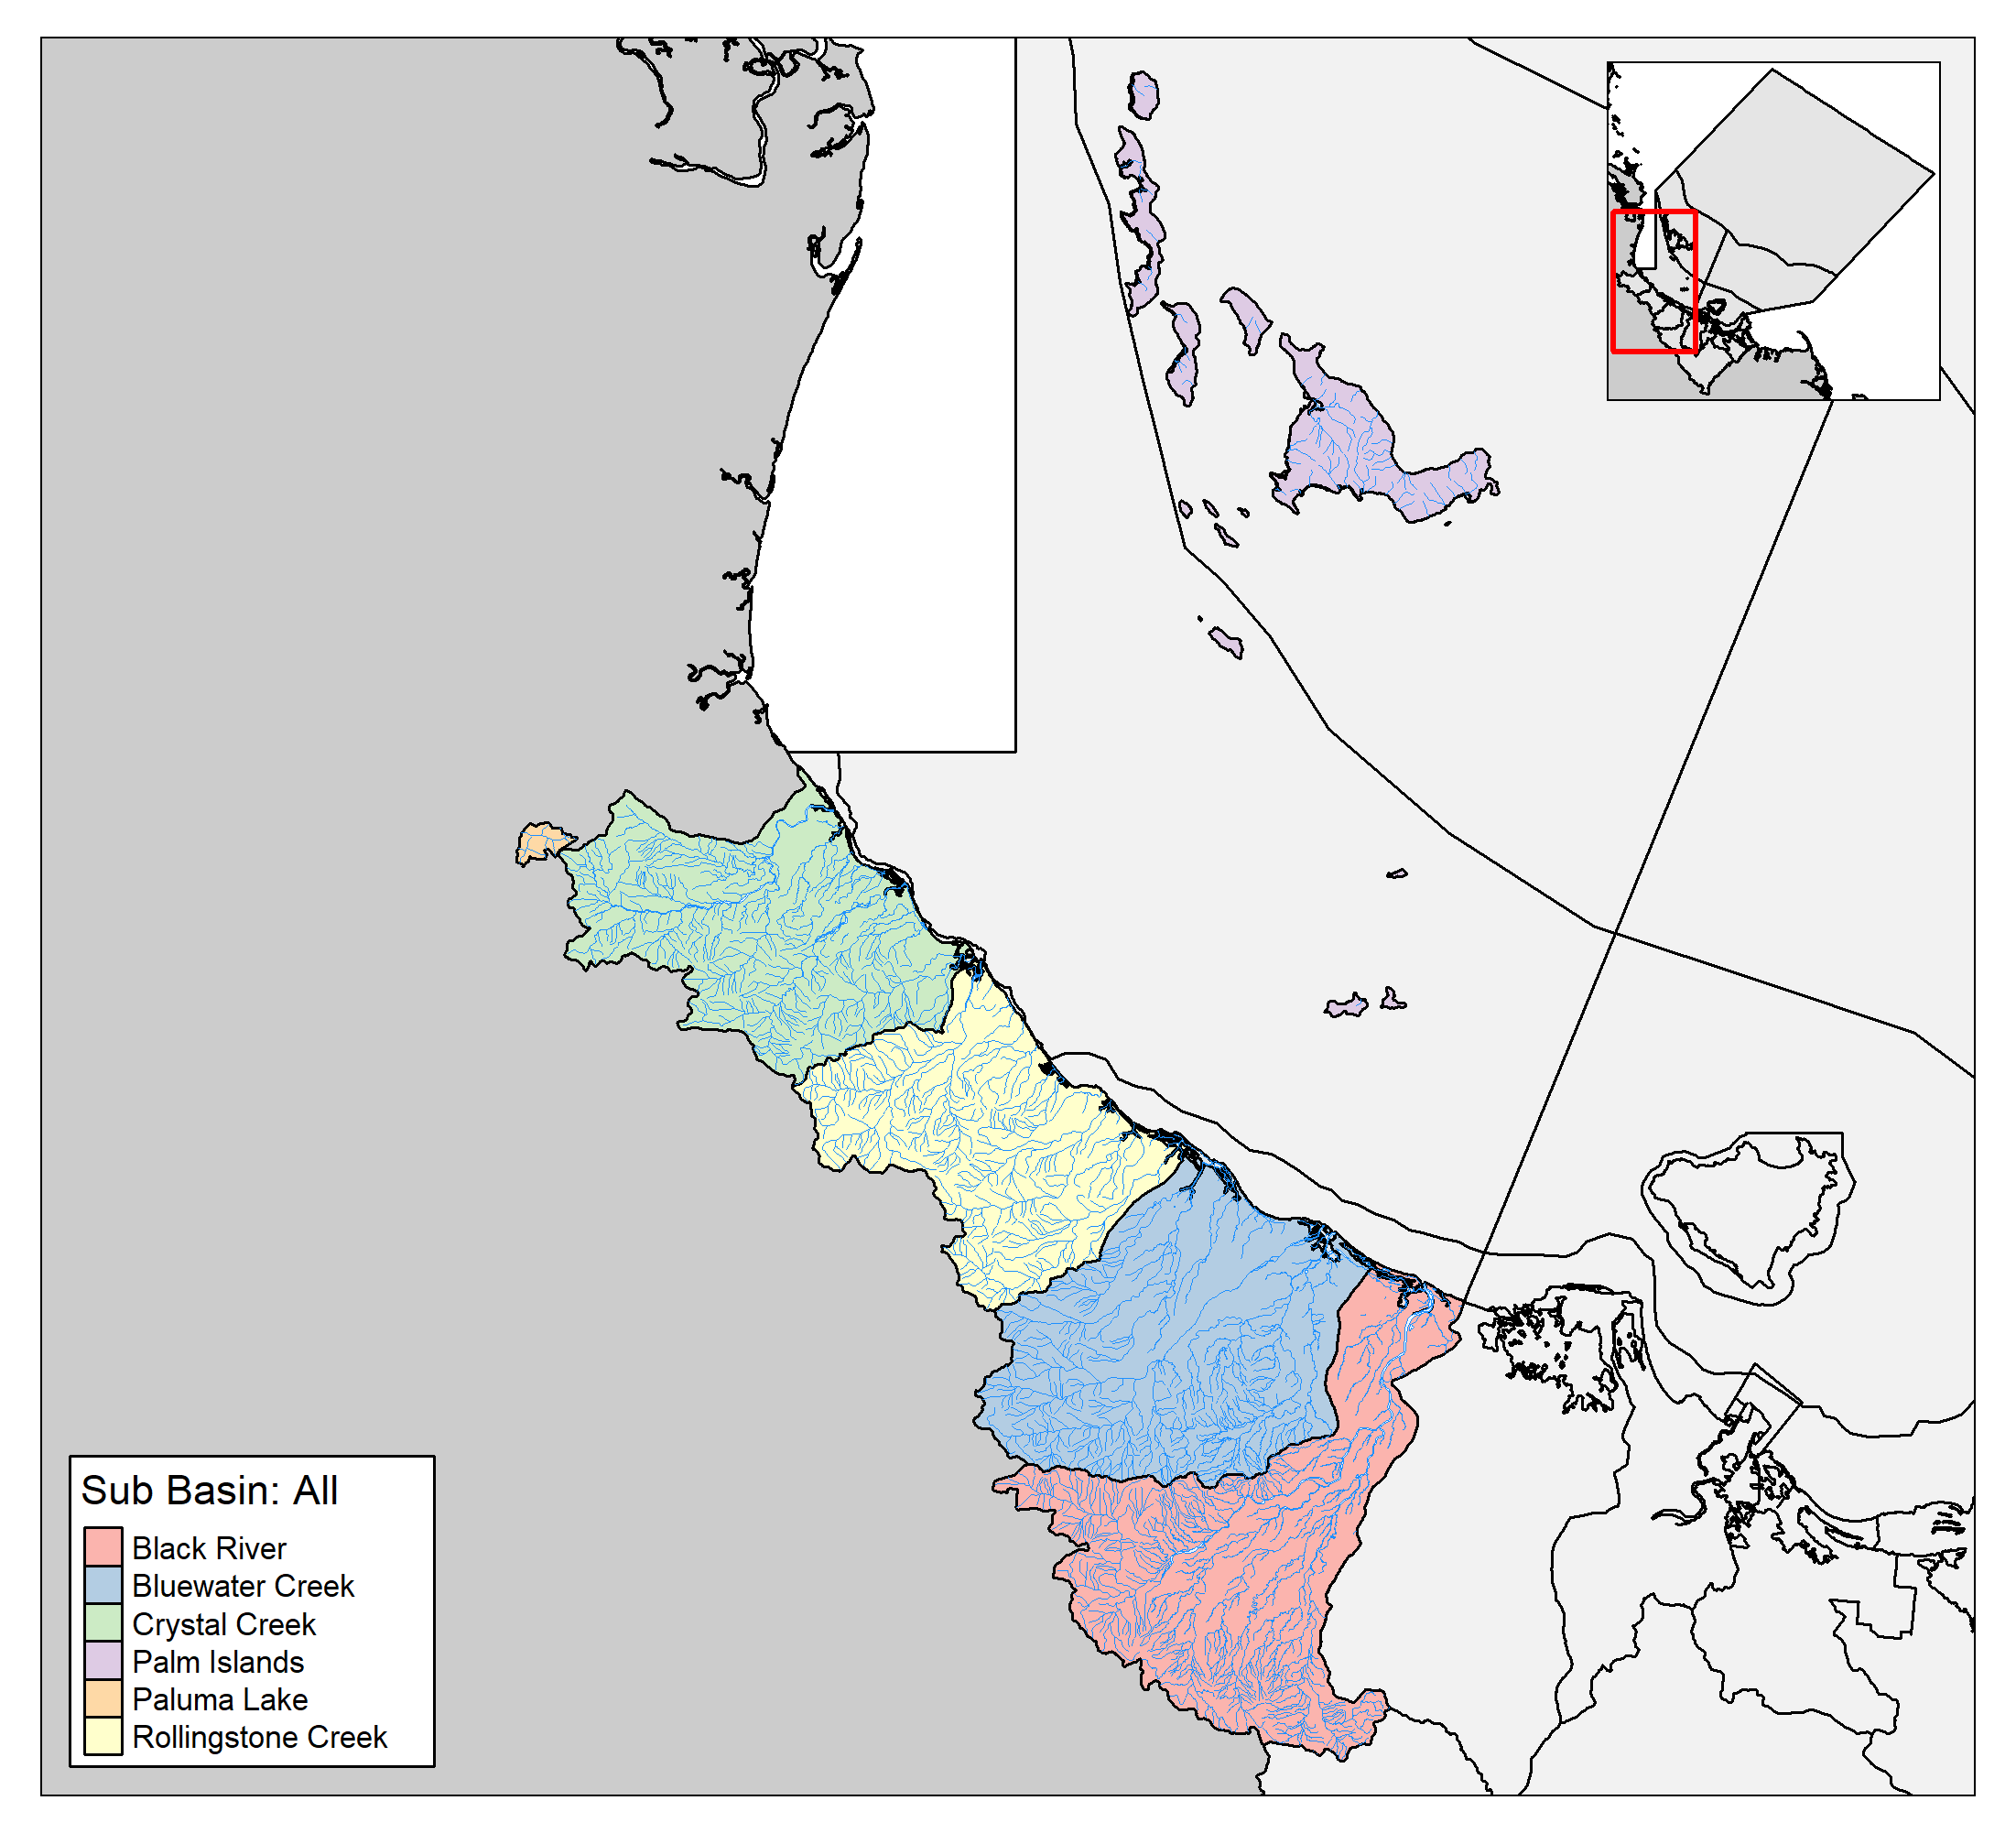 Sub Basin: All
Black River
Bluewater Creek
Crystal Creek
Palm Islands
Paluma Lake
Rollingstone Creek